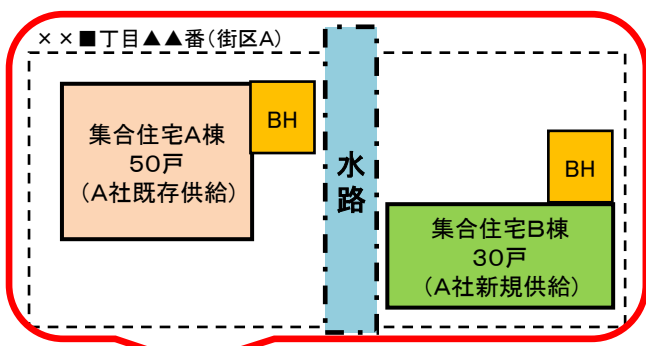 ××■丁目▲▲番(街区A)
集合住宅A棟
50戸
(A社既存供給)
BH
水
路
BH
集合住宅B棟
30戸
(A社新規供給)